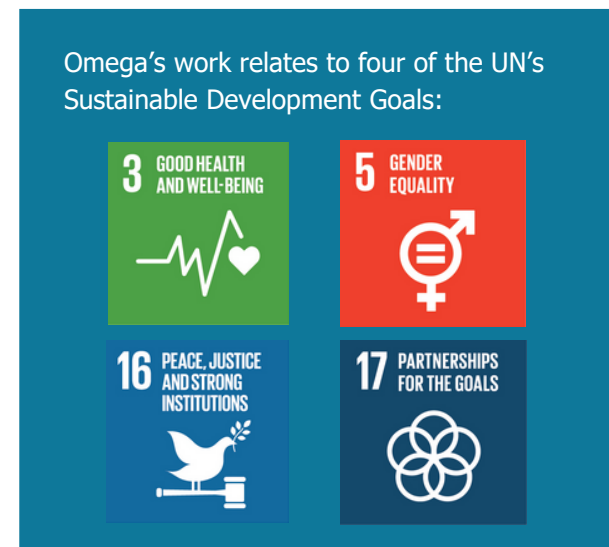 Omega’s work relates to four of the UN’s
Sustainable Development Goals:
3 GOOD HEALTH
AND WELL-BEING
5 GENDER
EQUALITY
16 PEACE, JUSTICE
AND STRONG
INSTITUTIONS
17 PARTNERSHIPS
FOR THE GOALS